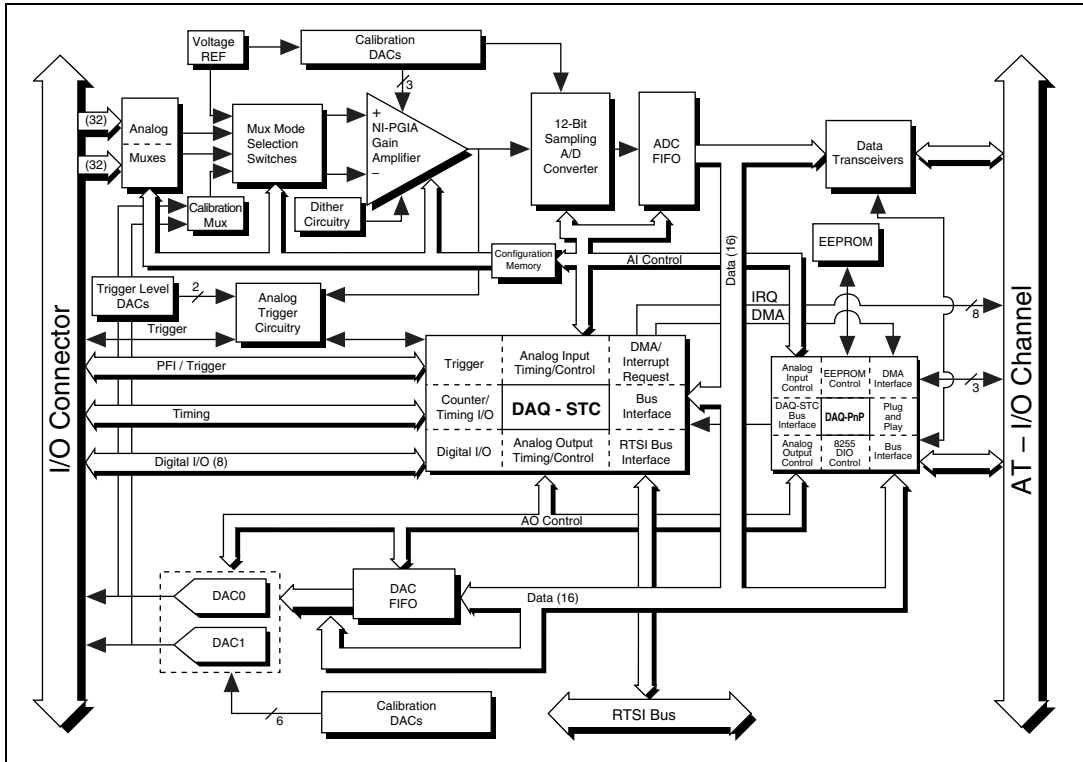 Voltage
REF
Calibration
DACs
3
(32)
(32)
Analog
Muxes
Mux Mode
Selection
Switches
+
NI-PGIA
Gain
Amplifier
–
12-Bit
Sampling
A/D
Converter
ADC
FIFO
Data
Transceivers
Calibration
Mux
Dither
Circuitry
Configuration
Memory
AI Control
Data (16)
EEPROM
Trigger Level
DACs
2
Analog
Trigger
Circuitry
Trigger
IRQ
DMA
8
PFI / Trigger
Timing
Digital I/O (8)
Trigger
Analog Input
Timing/Control
DMA/
Interrupt
Request
Counter/
Timing I/O
DAQ - STC
Bus
Interface
Digital I/O
Analog Output
Timing/Control
RTSI Bus
Interface
Analog
Input
Control
EEPROM
Control
DMA
Interface
3
DAQ-STC
Bus
Interface
DAQ-PnP
Plug
and
Play
Analog
Output
Control
8255
DIO
Control
Bus
Interface
I/O Connector
AT – I/O Channel
AO Control
DAC0
DAC
FIFO
Data (16)
DAC1
6
Calibration
DACs
RTSI Bus